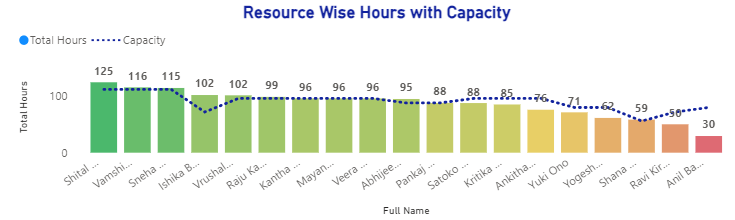 Resource Wise Hours with Capacity
Total Hours Capacity
125 116 115 102 102 99 96 96 96 95 88 88 85 76 71 62 59 50 30
Total Hours
100
0
Shital ... Vamshi... Sneha ... Ishika B... Vrushal... Raju Ka... Kantha ... Mayan... Veera ... Abhijee... Pankaj ... Satoko ... Kritika ... Ankitha... Yuki Ono Yogesh... Shana ... Ravi Kir... Anil Ba...
Full Name